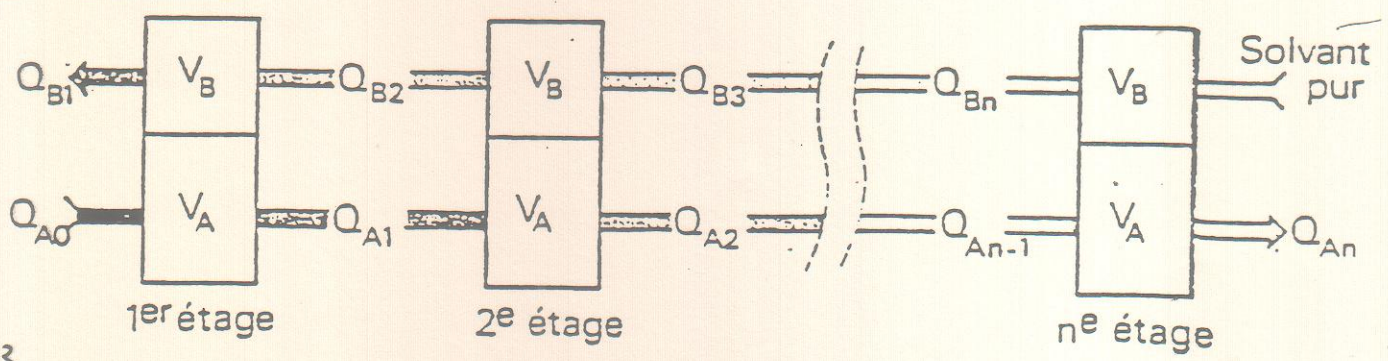 V_B V_B V_B Solvant
Q_B1 Q_B2 Q_B3 Q_Bn pur
Q_A0 V_A Q_A1 V_A Q_A2 Q_An-1 V_A Q_An
1er étage 2e étage ne étage